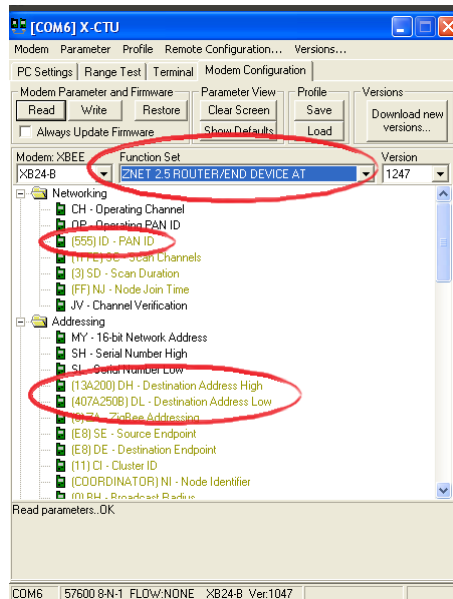 [COM6] X-CTU
Modem Parameter Profile Remote Configuration... Versions...
PC Settings Range Test Terminal Modem Configuration
Modem Parameter and Firmware Parameter View Profile Versions
Read Write Restore Clear Screen Save Download new versions...
Always Update Firmware Show Defaults Load
Modem: XBEE Function Set Version
XB24-B ZNET 2.5 ROUTER/END DEVICE AT 1247
Networking
CH - Operating Channel
OP - Operating PAN ID
(555) ID - PAN ID
(1FFE) SC - Scan Channels
(3) SD - Scan Duration
(FF) NJ - Node Join Time
JV - Channel Verification
Addressing
MY - 16-bit Network Address
SH - Serial Number High
SL - Serial Number Low
(13A200) DH - Destination Address High
(407A250B) DL - Destination Address Low
ZA - ZigBee Addressing
(E8) SE - Source Endpoint
(E8) DE - Destination Endpoint
(11) CI - Cluster ID
(COORDINATOR) NI - Node Identifier
(0) BH - Broadcast Radius
Read parameters..OK
COM6 57600 8-N-1 FLOW:NONE XB24-B Ver:1047